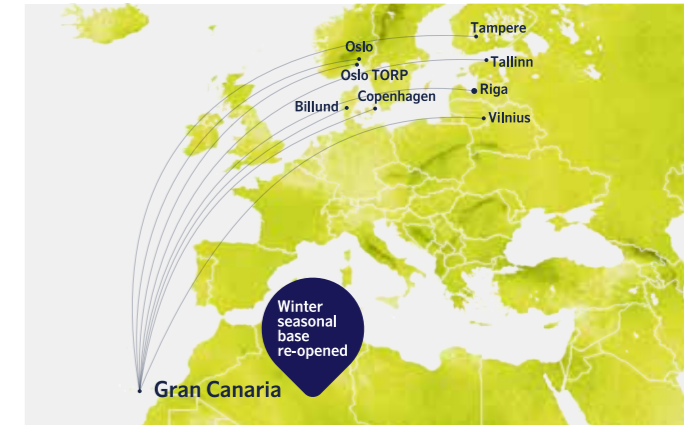 Tampere
Oslo
Tallinn
Oslo TORP
Riga
Copenhagen
Billund
Vilnius
Winter
seasonal
base
re-opened
Gran Canaria